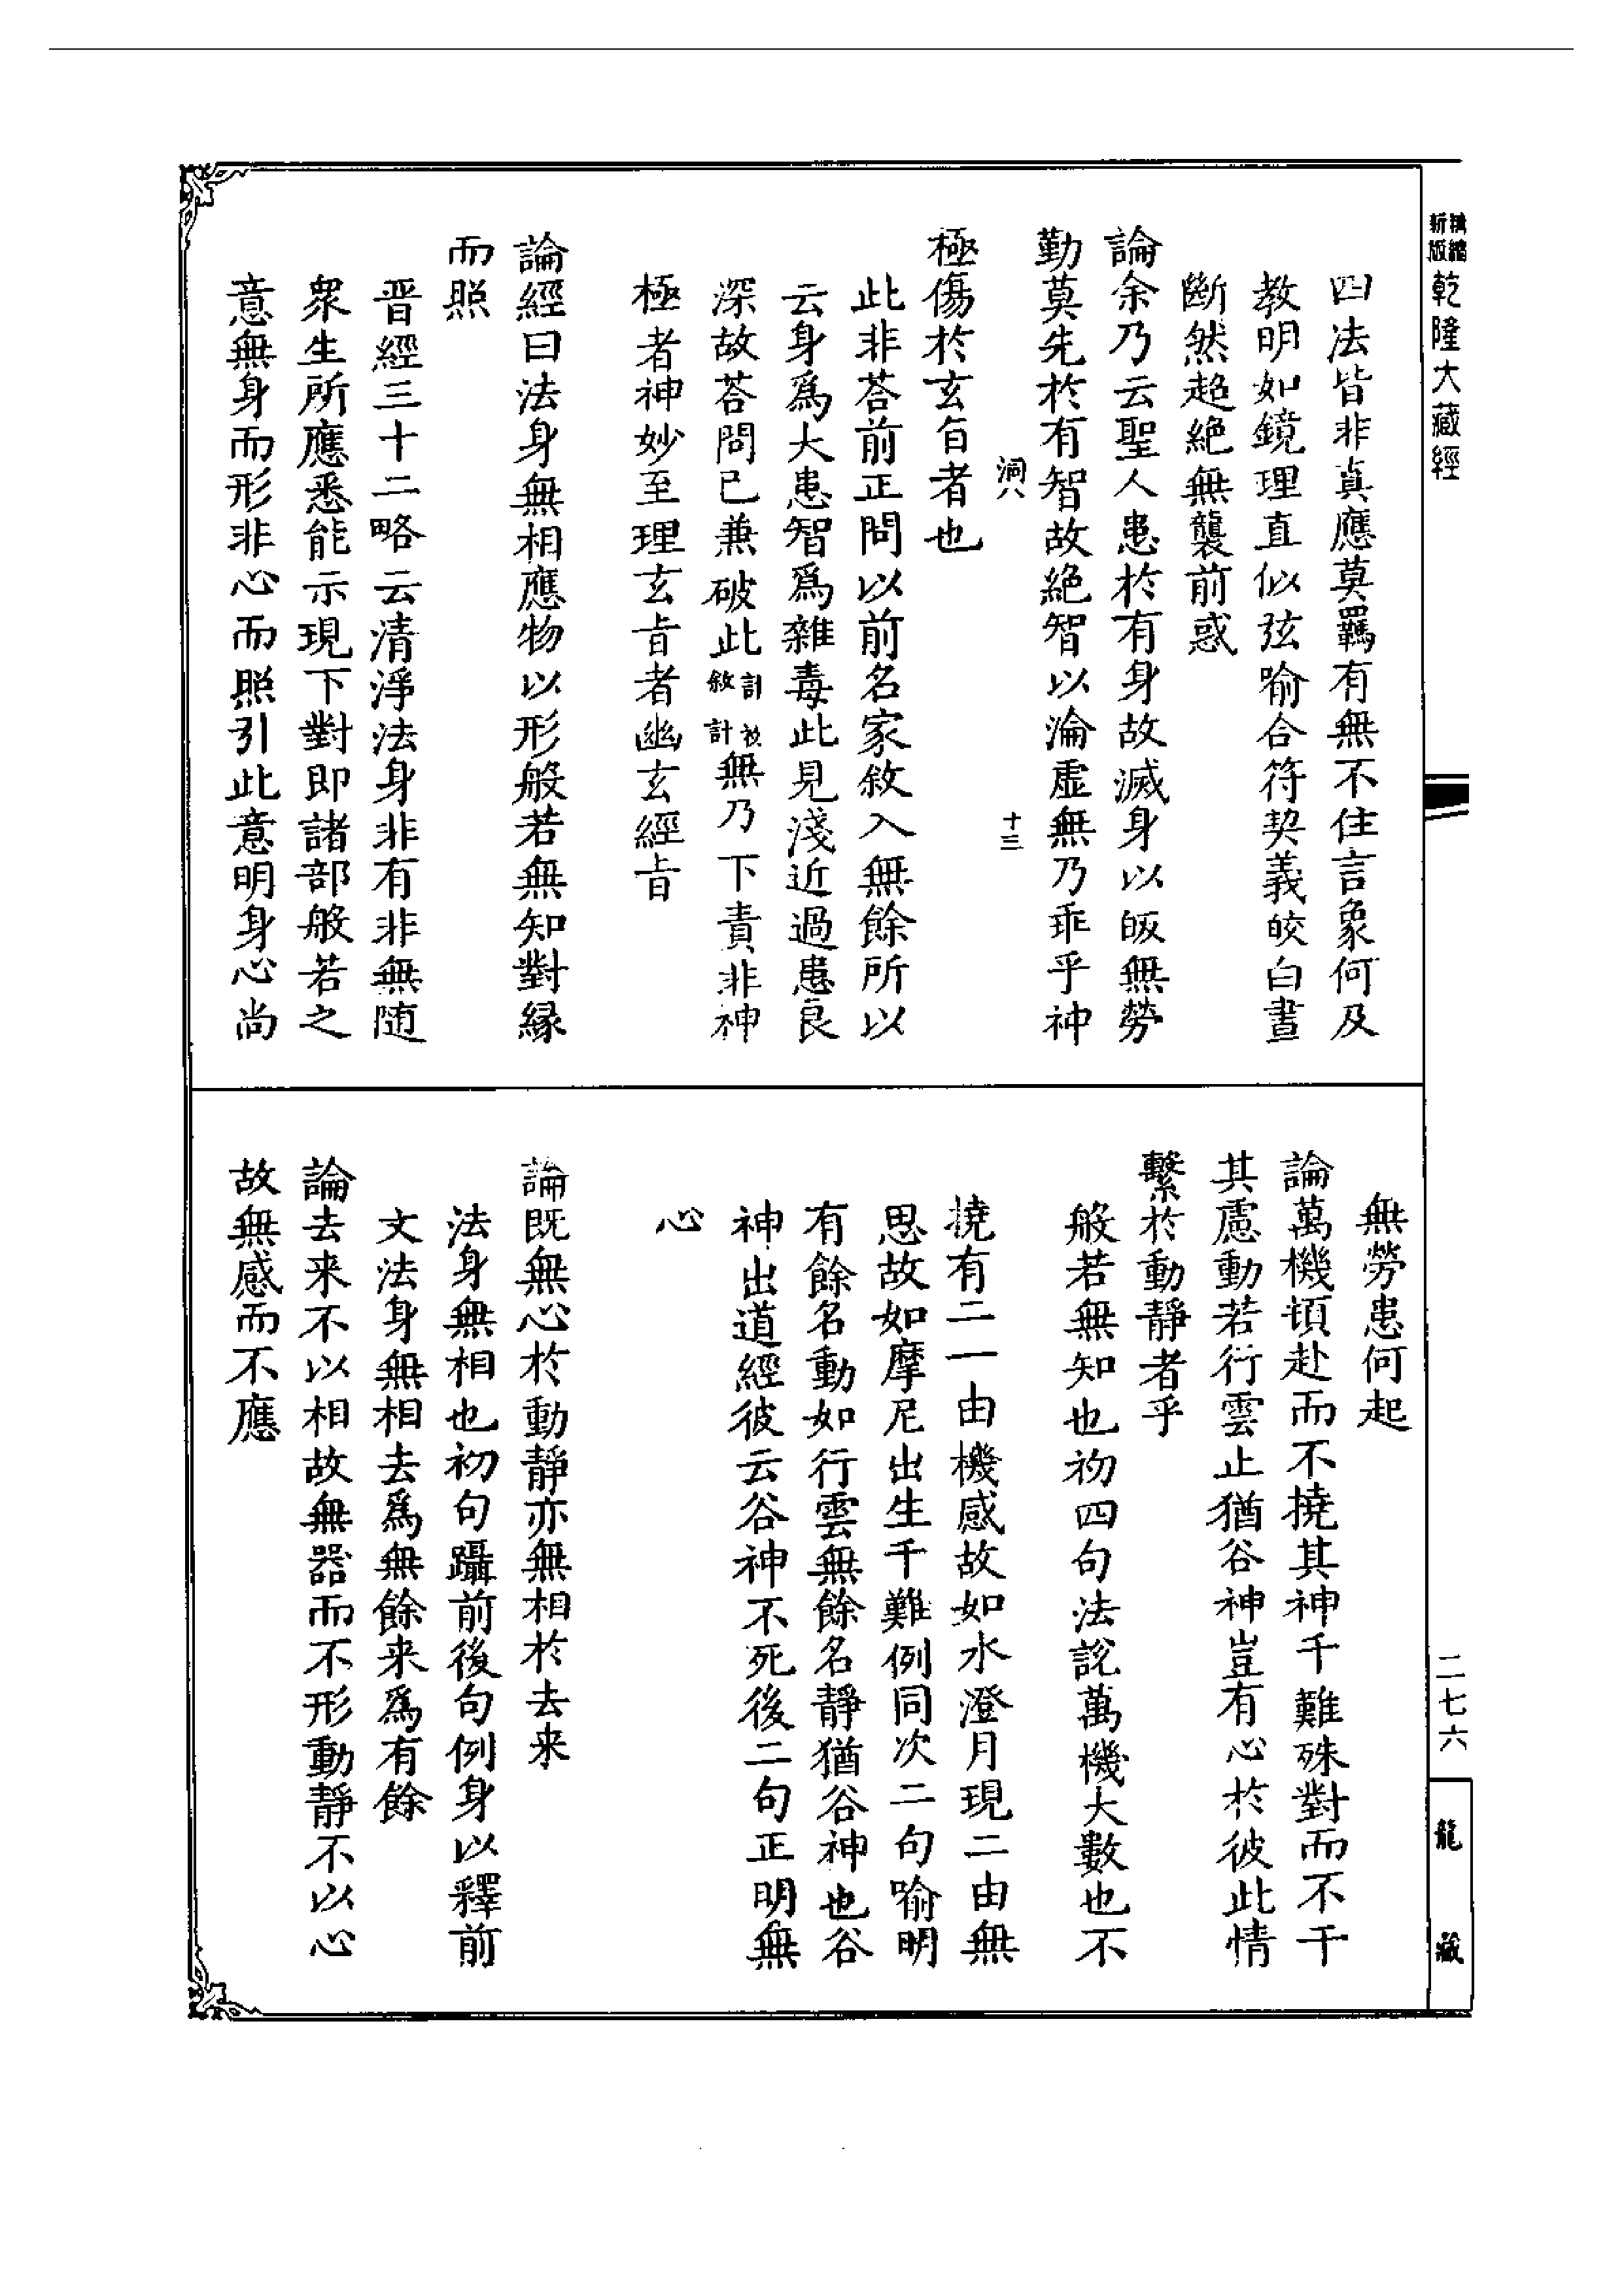 精縮
新版
乾隆大藏經
四法皆非真應莫羈有無不住言象何及
教明如鏡理直似弦喻合符契義皎白晝
斷然超絶無襲前惑
論余乃云聖人患於有身故滅身以皈無勞
勤莫先於有智故絶智以淪虛無乃乖乎神
洞八
十三
極傷於玄㫖者也
此非荅前正問以前名家敘入無餘所以
云身爲大患智爲雜毒此見淺近過患良
深故荅問已兼破此計彼敘計無乃下責非神
極者神妙至理玄㫖者幽玄經㫖
論經曰法身無相應物以形般若無知對緣
而照
晋經三十二略云清淨法身非有非無随
衆生所應悉能示現下對即諸部般若之
意無身而形非心而照引此意明身心尚
無勞患何起
論萬機頓赴而不撓其神千難殊對而不干
其慮動若行雲止猶谷神豈有心於彼此情
繫於動靜者乎
般若無知也初四句法說萬機大數也不
撓有二一由機感故如水澄月現二由無
思故如摩尼出生千難例同次二句喻明
有餘名動如行雲無餘名靜猶谷神也谷
神出道經彼云谷神不死後二句正明無
心
論既無心於動靜亦無相於去来
法身無相也初句躡前後句例身以釋前
文法身無相去爲無餘来爲有餘
論去来不以相故無器而不形動靜不以心
故無感而不應
二七六
龍藏